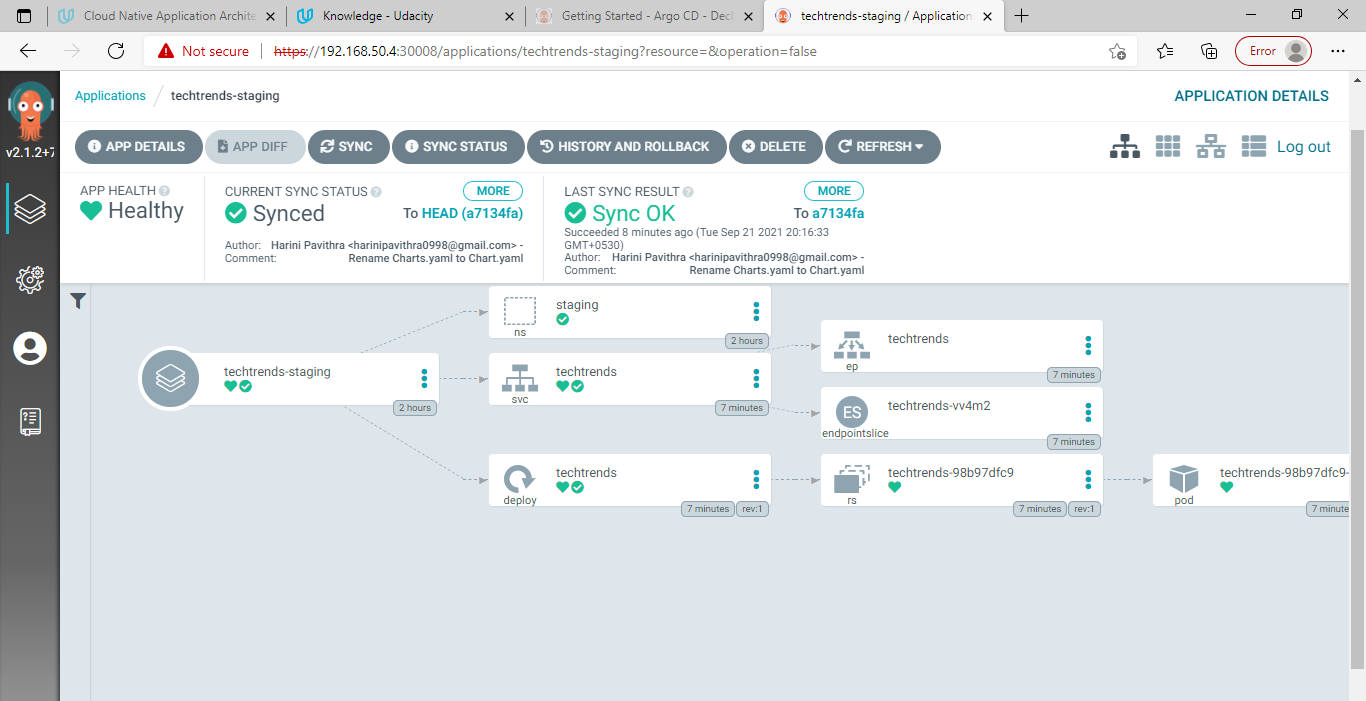 Cloud Native Application Archite
Knowledge - Udacity
Getting Started - Argo CD - Decl
techtrends-staging / Application
Not secure
https://192.168.50.4:30008/applications/techtrends-staging?resource=&operation=false
Error
v2.1.2+7
Applications / techtrends-staging
APPLICATION DETAILS
APP DETAILS
APP DIFF
SYNC
SYNC STATUS
HISTORY AND ROLLBACK
DELETE
REFRESH
Log out
APP HEALTH
Healthy
CURRENT SYNC STATUS
MORE
Synced
To HEAD (a7134fa)
Author: Harini Pavithra <harinipavithra0998@gmail.com> -
Comment: Rename Charts.yaml to Chart.yaml
LAST SYNC RESULT
MORE
Sync OK
To a7134fa
Succeeded 8 minutes ago (Tue Sep 21 2021 20:16:33
GMT+0530)
Author: Harini Pavithra <harinipavithra0998@gmail.com> -
Comment: Rename Charts.yaml to Chart.yaml
staging
ns
2 hours
techtrends
ep
7 minutes
techtrends-staging
2 hours
techtrends
svc
7 minutes
ES
techtrends-vv4m2
endpointslice
7 minutes
techtrends
deploy
7 minutes
rev:1
techtrends-98b97dfc9
rs
7 minutes
rev:1
techtrends-98b97dfc9-
pod
7 minute